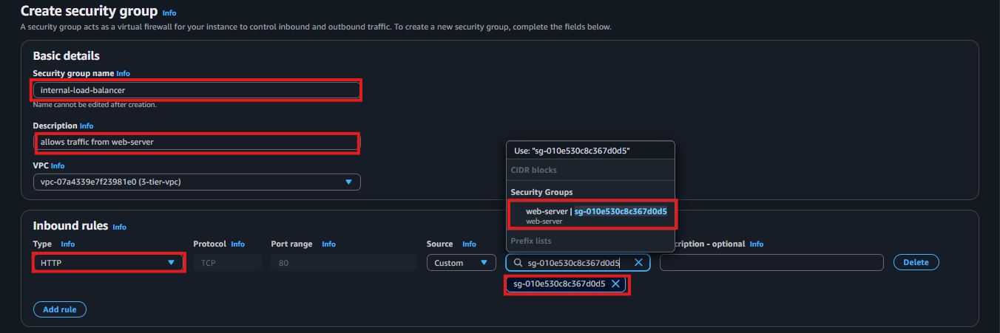 Create security group Info
A security group acts as a virtual firewall for your instance to control inbound and outbound traffic. To create a new security group, complete the fields below.
Basic details
Security group name Info
internal-load-balancer
Name cannot be edited after creation.
Description Info
allows traffic from web-server
VPC Info
vpc-07a4339e7f23981e0 (3-tier-vpc)
Use: "sg-010e530c8c367d0d5"
CIDR blocks
Security Groups
web-server | sg-010e530c8c367d0d5
web-server
Prefix lists
Inbound rules Info
Type Info Protocol Info Port range Info Source Info cription - optional Info
HTTP TCP 80 Custom sg-010e530c8c367d0d5 Delete
sg-010e530c8c367d0d5
Add rule